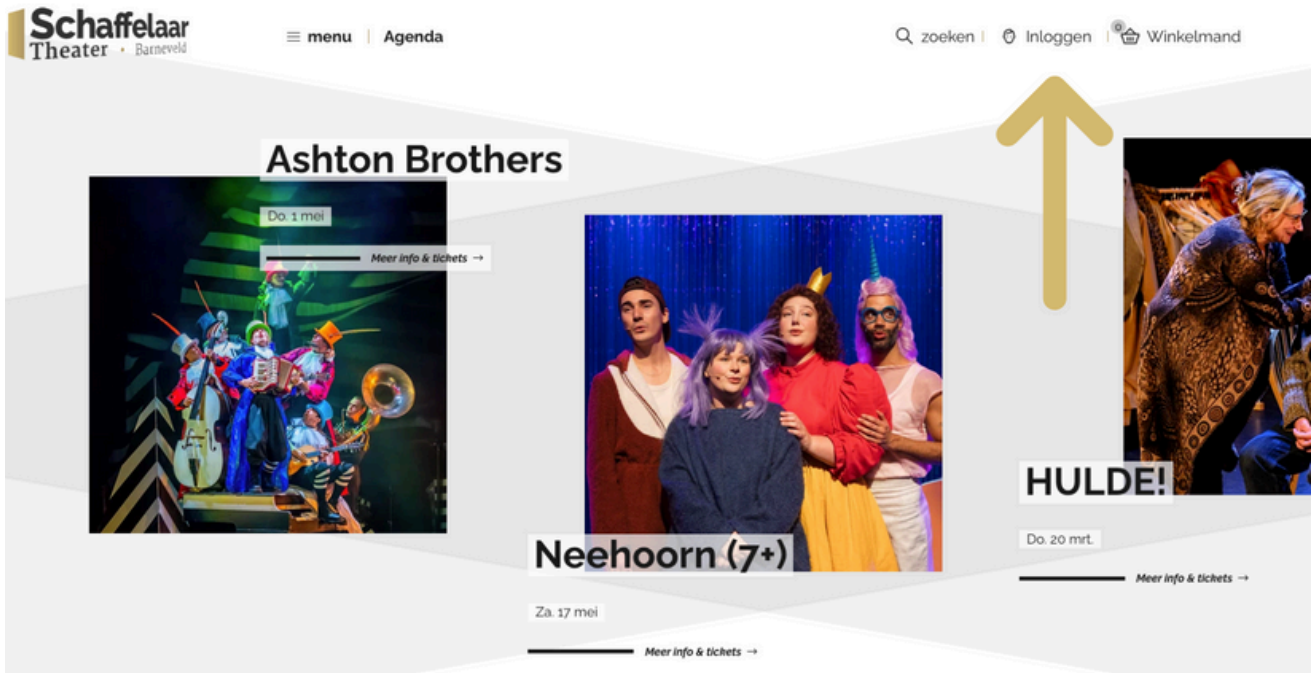 Schaffelaar
Theater • Barneveld
menu | Agenda
zoeken | Inloggen | 0 Winkelmand
Ashton Brothers
Do. 1 mei
Meer info & tickets →
Neehoorn (7+)
Za. 17 mei
Meer info & tickets →
HULDE!
Do. 20 mrt.
Meer info & tickets →